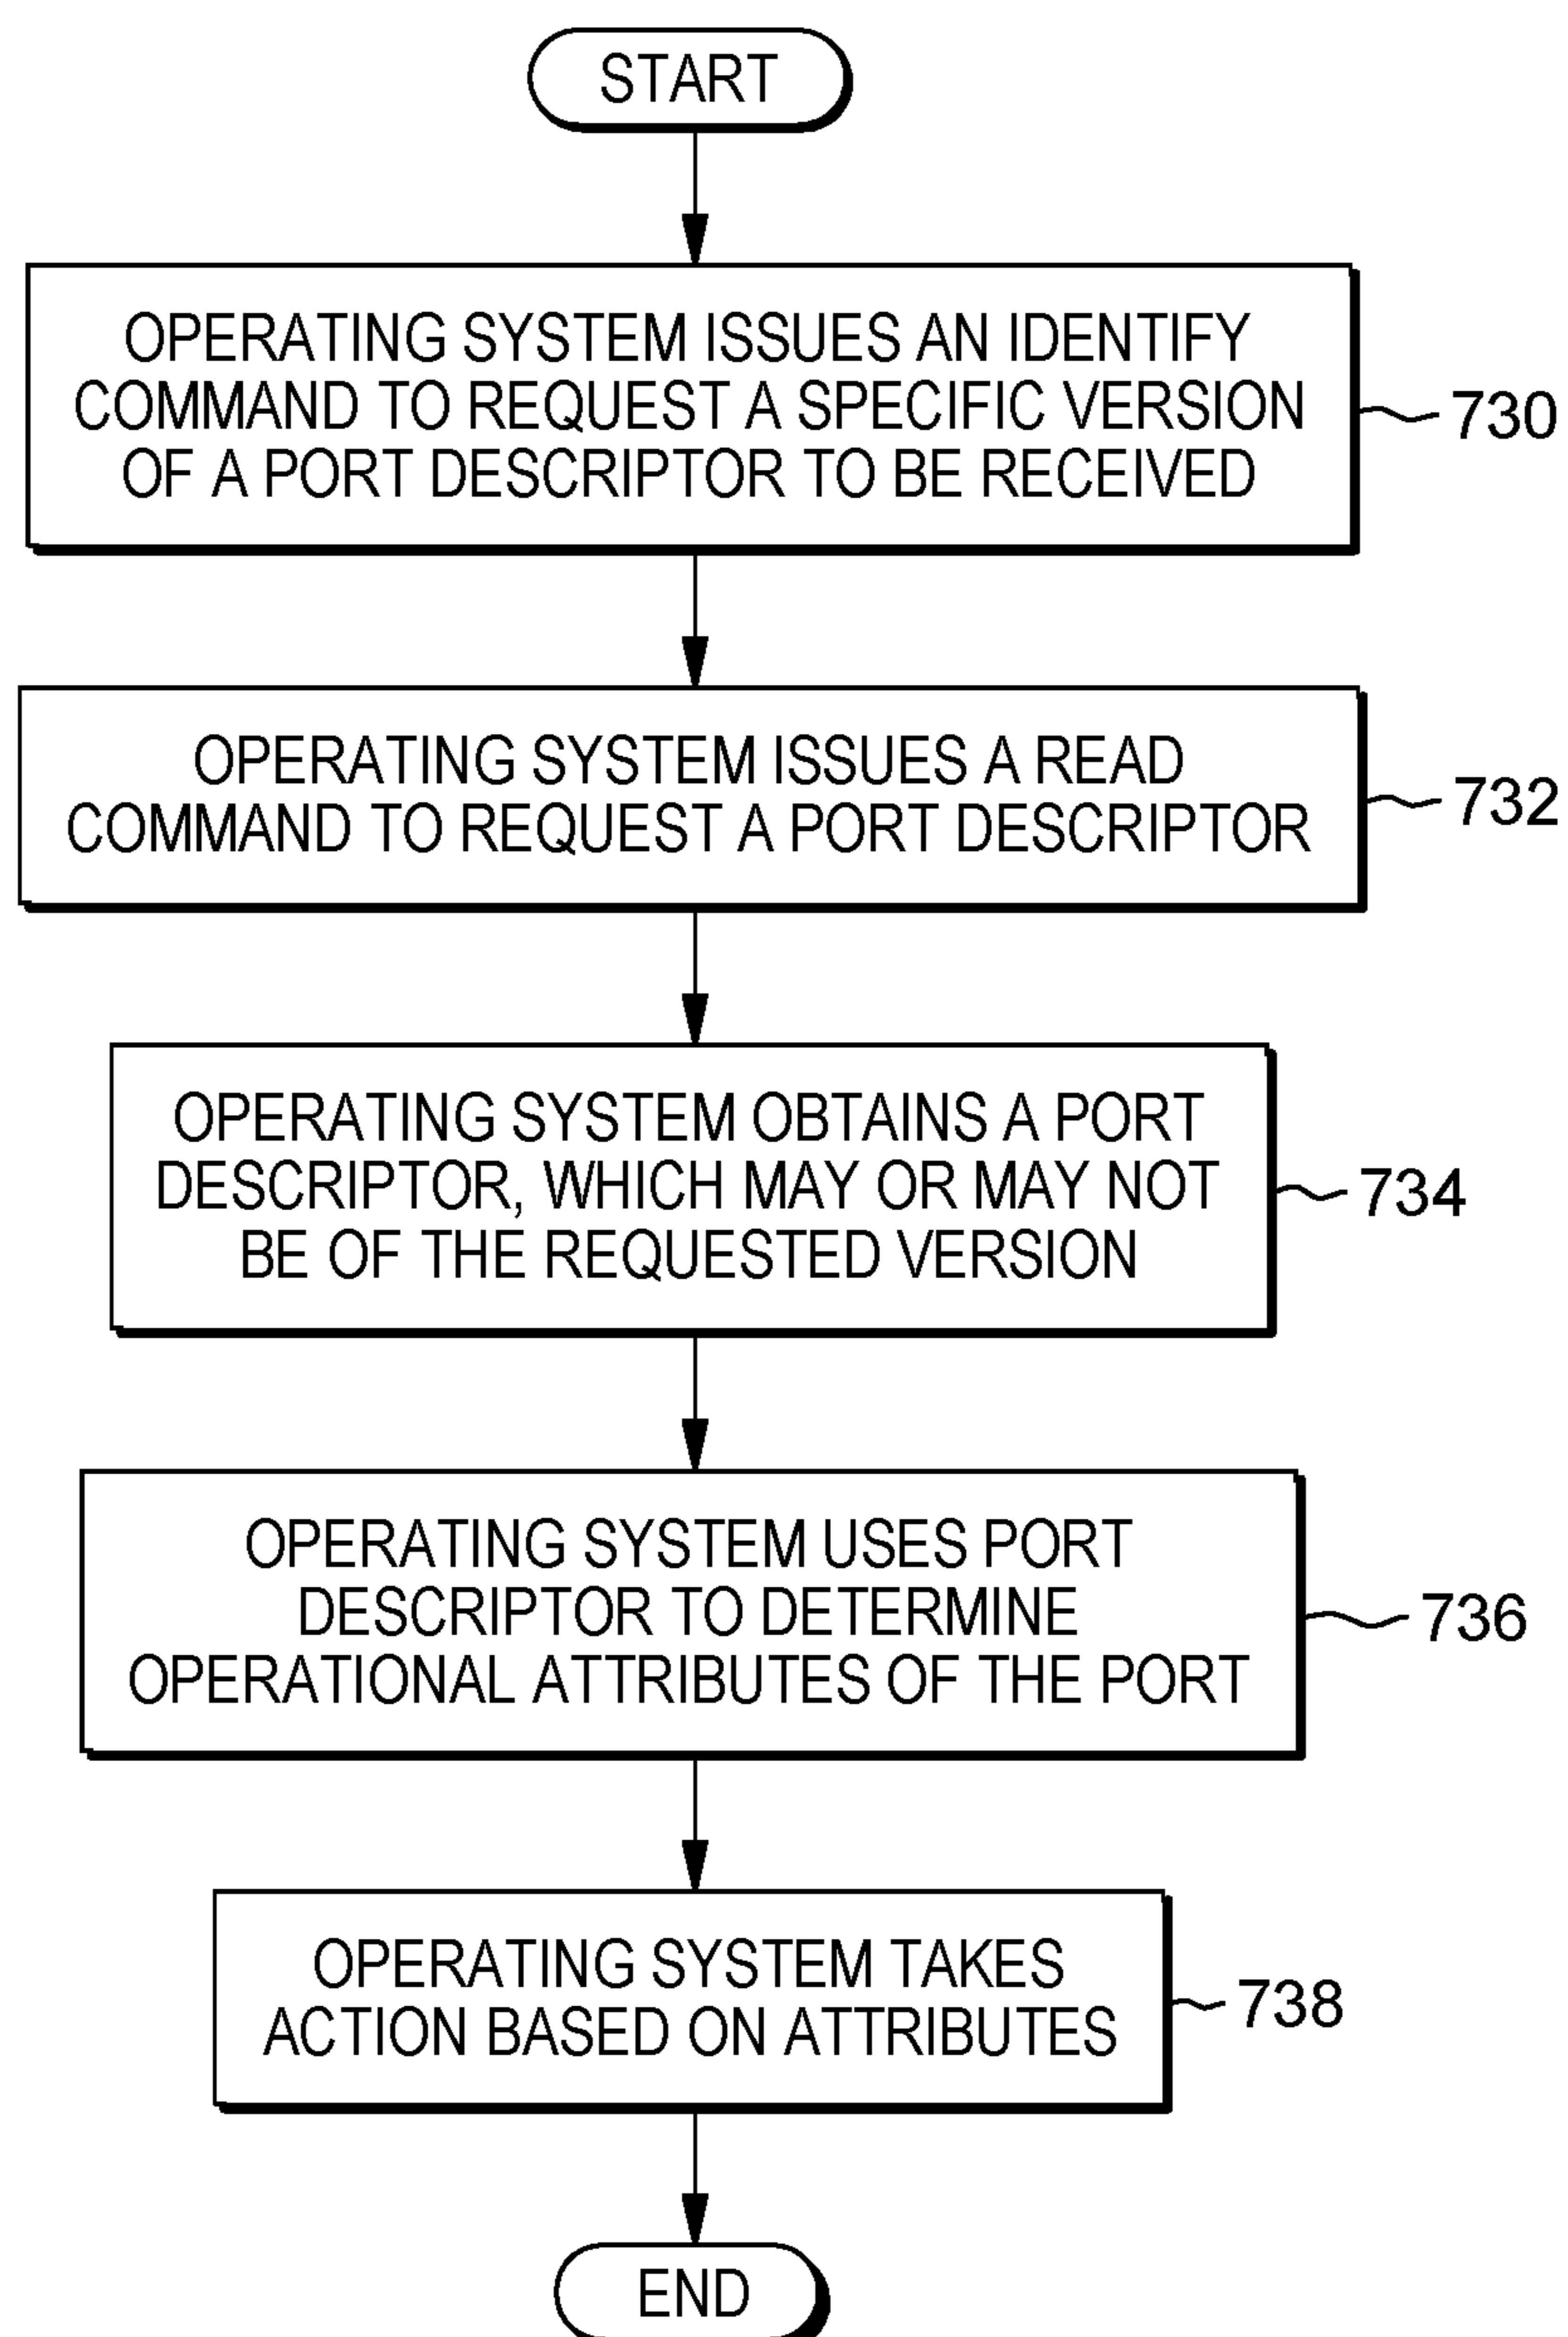 START
OPERATING SYSTEM ISSUES AN IDENTIFY
COMMAND TO REQUEST A SPECIFIC VERSION
OF A PORT DESCRIPTOR TO BE RECEIVED
730
OPERATING SYSTEM ISSUES A READ
COMMAND TO REQUEST A PORT DESCRIPTOR
732
OPERATING SYSTEM OBTAINS A PORT
DESCRIPTOR, WHICH MAY OR MAY NOT
BE OF THE REQUESTED VERSION
734
OPERATING SYSTEM USES PORT
DESCRIPTOR TO DETERMINE
OPERATIONAL ATTRIBUTES OF THE PORT
736
OPERATING SYSTEM TAKES
ACTION BASED ON ATTRIBUTES
738
END